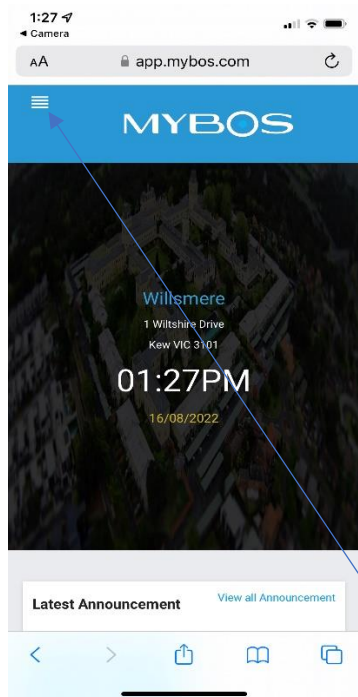 1:27
◄ Camera
AA app.mybos.com
MYBOS
Willsmere
1 Wiltshire Drive
Kew VIC 3101
01:27PM
16/08/2022
Latest Announcement View all Announcement